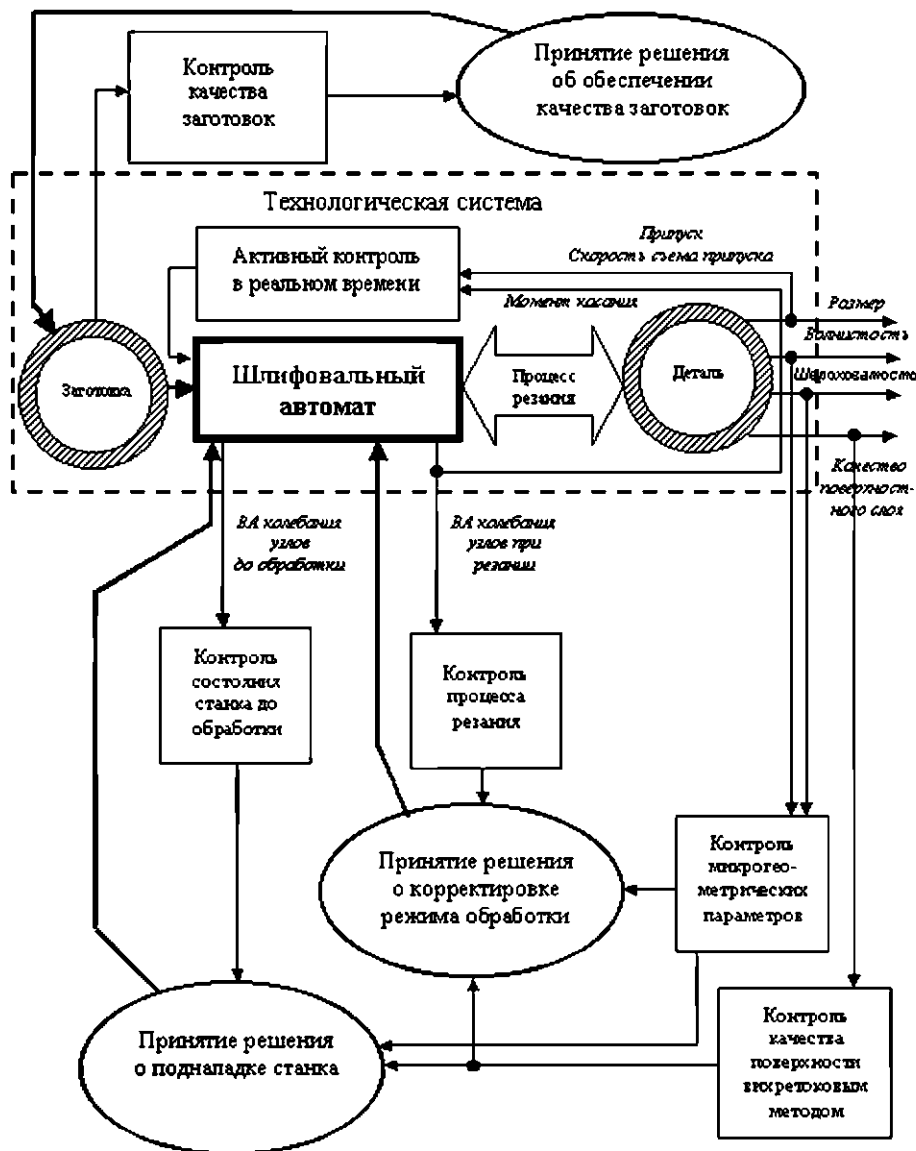 Контроль
качества
заготовок
Принятие решения
об обеспечении
качества заготовок
Технологическая система
Активный контроль
в реальном времени
Припуск
Скорость съема припуска
Момент касания
Размер
Волнистость
Шероховатость
Заготовка
Шлифовальный
автомат
Процесс
резания
Деталь
Качество
поверхност-
ного слоя
ВА колебания
узлов
до обработки
ВА колебания
узлов при
резании
Контроль
состояния
станка до
обработки
Контроль
процесса
резания
Принятие решения
о корректировке
режима обработки
Контроль
микрогео-
метрических
параметров
Принятие решения
о подналадке станка
Контроль
качества
поверхности
вихретоковым
методом